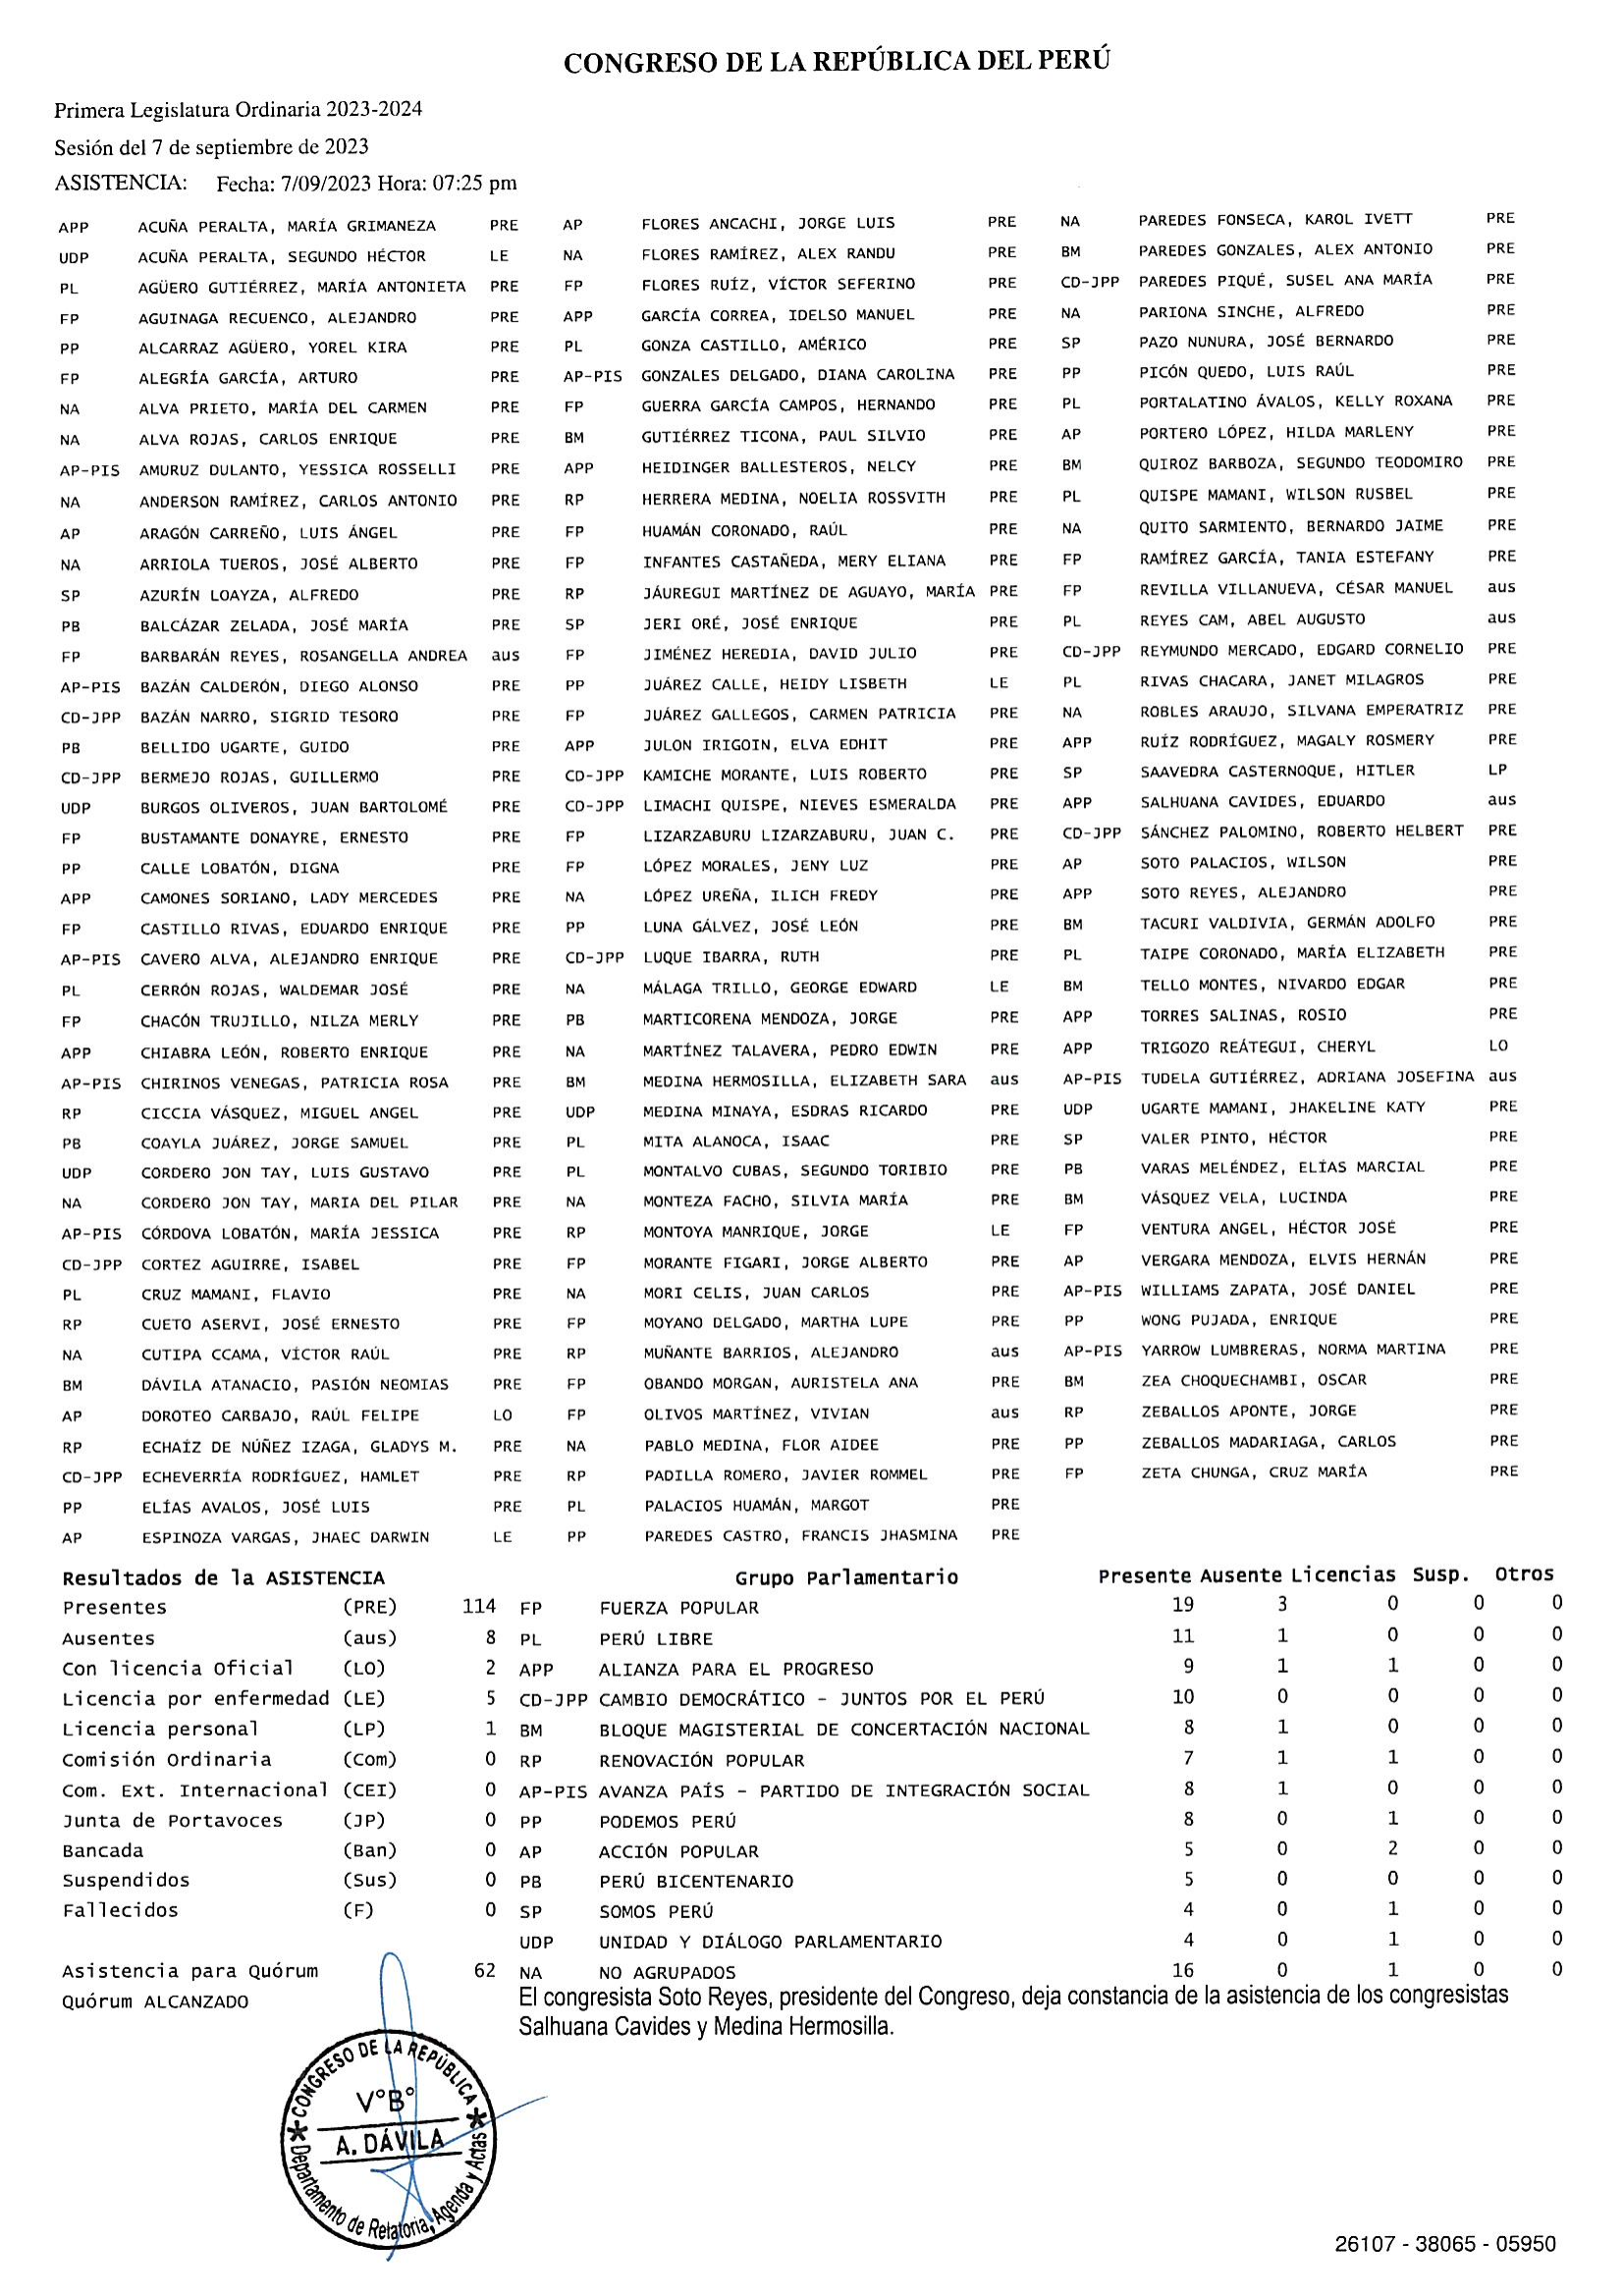 CONGRESO DE LA REPÚBLICA DEL PERÚ
Primera Legislatura Ordinaria 2023-2024
Sesión del 7 de septiembre de 2023
ASISTENCIA: Fecha: 7/09/2023 Hora: 07:25 pm
APP ACUÑA PERALTA, MARÍA GRIMANEZA PRE AP FLORES ANCACHI, JORGE LUIS PRE NA PAREDES FONSECA, KAROL IVETT PRE
UDP ACUÑA PERALTA, SEGUNDO HÉCTOR LE NA FLORES RAMÍREZ, ALEX RANDU PRE BM PAREDES GONZALES, ALEX ANTONIO PRE
PL AGÜERO GUTIÉRREZ, MARÍA ANTONIETA PRE FP FLORES RUÍZ, VÍCTOR SEFERINO PRE CD-JPP PAREDES PIQUÉ, SUSEL ANA MARÍA PRE
FP AGUINAGA RECUENCO, ALEJANDRO PRE APP GARCÍA CORREA, IDELSO MANUEL PRE NA PARIONA SINCHE, ALFREDO PRE
PP ALCARRAZ AGÜERO, YOREL KIRA PRE PL GONZA CASTILLO, AMÉRICO PRE SP PAZO NUNURA, JOSÉ BERNARDO PRE
FP ALEGRÍA GARCÍA, ARTURO PRE AP-PIS GONZALES DELGADO, DIANA CAROLINA PRE PP PICÓN QUEDO, LUIS RAÚL PRE
NA ALVA PRIETO, MARÍA DEL CARMEN PRE FP GUERRA GARCÍA CAMPOS, HERNANDO PRE PL PORTALATINO ÁVALOS, KELLY ROXANA PRE
NA ALVA ROJAS, CARLOS ENRIQUE PRE BM GUTIÉRREZ TICONA, PAUL SILVIO PRE AP PORTERO LÓPEZ, HILDA MARLENY PRE
AP-PIS AMURUZ DULANTO, YESSICA ROSSELLI PRE APP HEIDINGER BALLESTEROS, NELCY PRE BM QUIROZ BARBOZA, SEGUNDO TEODOMIRO PRE
NA ANDERSON RAMÍREZ, CARLOS ANTONIO PRE RP HERRERA MEDINA, NOELIA ROSSVITH PRE PL QUISPE MAMANI, WILSON RUSBEL PRE
AP ARAGÓN CARREÑO, LUIS ÁNGEL PRE FP HUAMÁN CORONADO, RAÚL PRE NA QUITO SARMIENTO, BERNARDO JAIME PRE
NA ARRIOLA TUEROS, JOSÉ ALBERTO PRE FP INFANTES CASTAÑEDA, MERY ELIANA PRE FP RAMÍREZ GARCÍA, TANIA ESTEFANY PRE
SP AZURÍN LOAYZA, ALFREDO PRE RP JÁUREGUI MARTÍNEZ DE AGUAYO, MARÍA PRE FP REVILLA VILLANUEVA, CÉSAR MANUEL aus
PB BALCÁZAR ZELADA, JOSÉ MARÍA PRE SP JERI ORÉ, JOSÉ ENRIQUE PRE PL REYES CAM, ABEL AUGUSTO aus
FP BARBARÁN REYES, ROSANGELLA ANDREA aus FP JIMÉNEZ HEREDIA, DAVID JULIO PRE CD-JPP REYMUNDO MERCADO, EDGARD CORNELIO PRE
AP-PIS BAZÁN CALDERÓN, DIEGO ALONSO PRE PP JUÁREZ CALLE, HEIDY LISBETH LE PL RIVAS CHACARA, JANET MILAGROS PRE
CD-JPP BAZÁN NARRO, SIGRID TESORO PRE FP JUÁREZ GALLEGOS, CARMEN PATRICIA PRE NA ROBLES ARAUJO, SILVANA EMPERATRIZ PRE
PB BELLIDO UGARTE, GUIDO PRE APP JULON IRIGOIN, ELVA EDHIT PRE APP RUÍZ RODRÍGUEZ, MAGALY ROSMERY PRE
CD-JPP BERMEJO ROJAS, GUILLERMO PRE CD-JPP KAMICHE MORANTE, LUIS ROBERTO PRE SP SAAVEDRA CASTERNOQUE, HITLER LP
UDP BURGOS OLIVEROS, JUAN BARTOLOMÉ PRE CD-JPP LIMACHI QUISPE, NIEVES ESMERALDA PRE APP SALHUANA CAVIDES, EDUARDO aus
FP BUSTAMANTE DONAYRE, ERNESTO PRE FP LIZARZABURU LIZARZABURU, JUAN C. PRE CD-JPP SÁNCHEZ PALOMINO, ROBERTO HELBERT PRE
PP CALLE LOBATÓN, DIGNA PRE FP LÓPEZ MORALES, JENY LUZ PRE AP SOTO PALACIOS, WILSON PRE
APP CAMONES SORIANO, LADY MERCEDES PRE NA LÓPEZ UREÑA, ILICH FREDY PRE APP SOTO REYES, ALEJANDRO PRE
FP CASTILLO RIVAS, EDUARDO ENRIQUE PRE PP LUNA GÁLVEZ, JOSÉ LEÓN PRE BM TACURI VALDIVIA, GERMÁN ADOLFO PRE
AP-PIS CAVERO ALVA, ALEJANDRO ENRIQUE PRE CD-JPP LUQUE IBARRA, RUTH PRE PL TAIPE CORONADO, MARÍA ELIZABETH PRE
PL CERRÓN ROJAS, WALDEMAR JOSÉ PRE NA MÁLAGA TRILLO, GEORGE EDWARD LE BM TELLO MONTES, NIVARDO EDGAR PRE
FP CHACÓN TRUJILLO, NILZA MERLY PRE PB MARTICORENA MENDOZA, JORGE PRE APP TORRES SALINAS, ROSIO PRE
APP CHIABRA LEÓN, ROBERTO ENRIQUE PRE NA MARTÍNEZ TALAVERA, PEDRO EDWIN PRE APP TRIGOZO REÁTEGUI, CHERYL LO
AP-PIS CHIRINOS VENEGAS, PATRICIA ROSA PRE BM MEDINA HERMOSILLA, ELIZABETH SARA aus AP-PIS TUDELA GUTIÉRREZ, ADRIANA JOSEFINA aus
RP CICCIA VÁSQUEZ, MIGUEL ANGEL PRE UDP MEDINA MINAYA, ESDRAS RICARDO PRE UDP UGARTE MAMANI, JHAKELINE KATY PRE
PB COAYLA JUÁREZ, JORGE SAMUEL PRE PL MITA ALANOCA, ISAAC PRE SP VALER PINTO, HÉCTOR PRE
UDP CORDERO JON TAY, LUIS GUSTAVO PRE PL MONTALVO CUBAS, SEGUNDO TORIBIO PRE PB VARAS MELÉNDEZ, ELÍAS MARCIAL PRE
NA CORDERO JON TAY, MARIA DEL PILAR PRE NA MONTEZA FACHO, SILVIA MARÍA PRE BM VÁSQUEZ VELA, LUCINDA PRE
AP-PIS CÓRDOVA LOBATÓN, MARÍA JESSICA PRE RP MONTOYA MANRIQUE, JORGE LE FP VENTURA ANGEL, HÉCTOR JOSÉ PRE
CD-JPP CORTEZ AGUIRRE, ISABEL PRE FP MORANTE FIGARI, JORGE ALBERTO PRE AP VERGARA MENDOZA, ELVIS HERNÁN PRE
PL CRUZ MAMANI, FLAVIO PRE NA MORI CELIS, JUAN CARLOS PRE AP-PIS WILLIAMS ZAPATA, JOSÉ DANIEL PRE
RP CUETO ASERVI, JOSÉ ERNESTO PRE FP MOYANO DELGADO, MARTHA LUPE PRE PP WONG PUJADA, ENRIQUE PRE
NA CUTIPA CCAMA, VÍCTOR RAÚL PRE RP MUÑANTE BARRIOS, ALEJANDRO aus AP-PIS YARROW LUMBRERAS, NORMA MARTINA PRE
BM DÁVILA ATANACIO, PASIÓN NEOMIAS PRE FP OBANDO MORGAN, AURISTELA ANA PRE BM ZEA CHOQUECHAMBI, OSCAR PRE
AP DOROTEO CARBAJO, RAÚL FELIPE LO FP OLIVOS MARTÍNEZ, VIVIAN aus RP ZEBALLOS APONTE, JORGE PRE
RP ECHAÍZ DE NÚÑEZ IZAGA, GLADYS M. PRE NA PABLO MEDINA, FLOR AIDEE PRE PP ZEBALLOS MADARIAGA, CARLOS PRE
CD-JPP ECHEVERRÍA RODRÍGUEZ, HAMLET PRE RP PADILLA ROMERO, JAVIER ROMMEL PRE FP ZETA CHUNGA, CRUZ MARÍA PRE
PP ELÍAS AVALOS, JOSÉ LUIS PRE PL PALACIOS HUAMÁN, MARGOT PRE
AP ESPINOZA VARGAS, JHAEC DARWIN LE PP PAREDES CASTRO, FRANCIS JHASMINA PRE
Resultados de la ASISTENCIA Grupo Parlamentario Presente Ausente Licencias Susp. Otros
Presentes (PRE) 114 FP FUERZA POPULAR 19 3 0 0 0
Ausentes (aus) 8 PL PERÚ LIBRE 11 1 0 0 0
Con licencia Oficial (LO) 2 APP ALIANZA PARA EL PROGRESO 9 1 1 0 0
Licencia por enfermedad (LE) 5 CD-JPP CAMBIO DEMOCRÁTICO - JUNTOS POR EL PERÚ 10 0 0 0 0
Licencia personal (LP) 1 BM BLOQUE MAGISTERIAL DE CONCERTACIÓN NACIONAL 8 1 0 0 0
Comisión Ordinaria (Com) 0 RP RENOVACIÓN POPULAR 7 1 1 0 0
Com. Ext. Internacional (CEI) 0 AP-PIS AVANZA PAÍS - PARTIDO DE INTEGRACIÓN SOCIAL 8 1 0 0 0
Junta de Portavoces (JP) 0 PP PODEMOS PERÚ 8 0 1 0 0
Bancada (Ban) 0 AP ACCIÓN POPULAR 5 0 2 0 0
Suspendidos (Sus) 0 PB PERÚ BICENTENARIO 5 0 0 0 0
Fallecidos (F) 0 SP SOMOS PERÚ 4 0 1 0 0
UDP UNIDAD Y DIÁLOGO PARLAMENTARIO 4 0 1 0 0
Asistencia para Quórum 62 NA NO AGRUPADOS 16 0 1 0 0
Quórum ALCANZADO
El congresista Soto Reyes, presidente del Congreso, deja constancia de la asistencia de los congresistas
Salhuana Cavides y Medina Hermosilla.
CONGRESO DE LA REPÚBLICA
V°B°
A. DÁVILA
Departamento de Relatoria, Agenda y Actas
26107 - 38065 - 05950